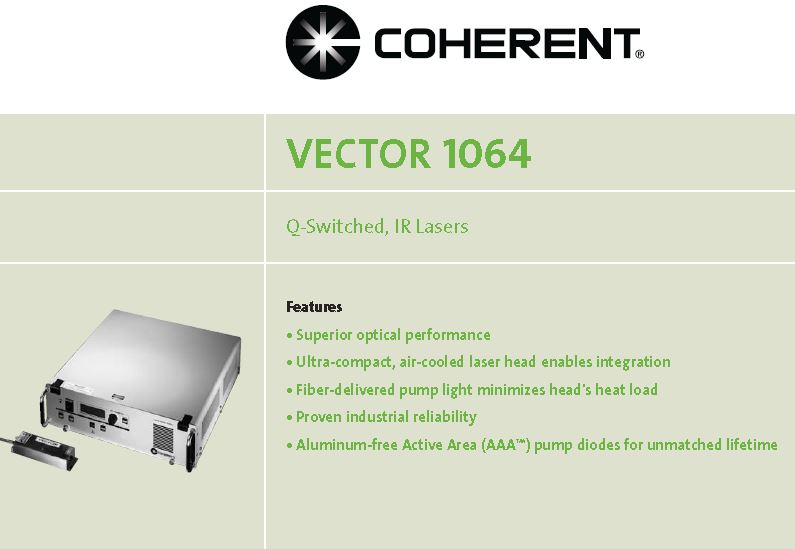 COHERENT®
VECTOR 1064
Q-Switched, IR Lasers
Features
• Superior optical performance
• Ultra-compact, air-cooled laser head enables integration
• Fiber-delivered pump light minimizes head's heat load
• Proven industrial reliability
• Aluminum-free Active Area (AAA™) pump diodes for unmatched lifetime